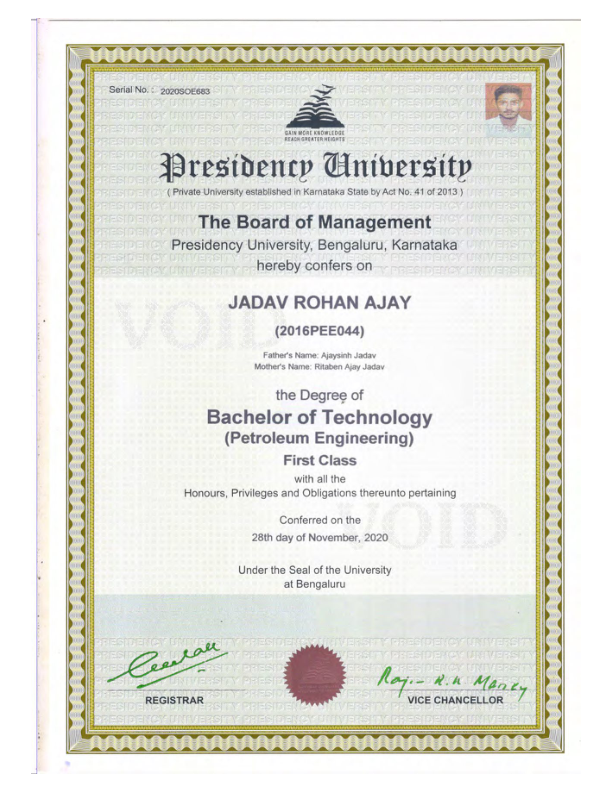 Serial No. : 2020SOE683
GAIN MORE KNOWLEDGE
REACH GREATER HEIGHTS
Presidency University
( Private University established in Karnataka State by Act No. 41 of 2013 )
The Board of Management
Presidency University, Bengaluru, Karnataka
hereby confers on
JADAV ROHAN AJAY
(2016PEE044)
Father's Name: Ajaysinh Jadav
Mother's Name: Ritaben Ajay Jadav
VOID
the Degree of
Bachelor of Technology
(Petroleum Engineering)
First Class
with all the
Honours, Privileges and Obligations thereunto pertaining
Conferred on the
28th day of November, 2020
VOID
Under the Seal of the University
at Bengaluru
REGISTRAR
VICE CHANCELLOR